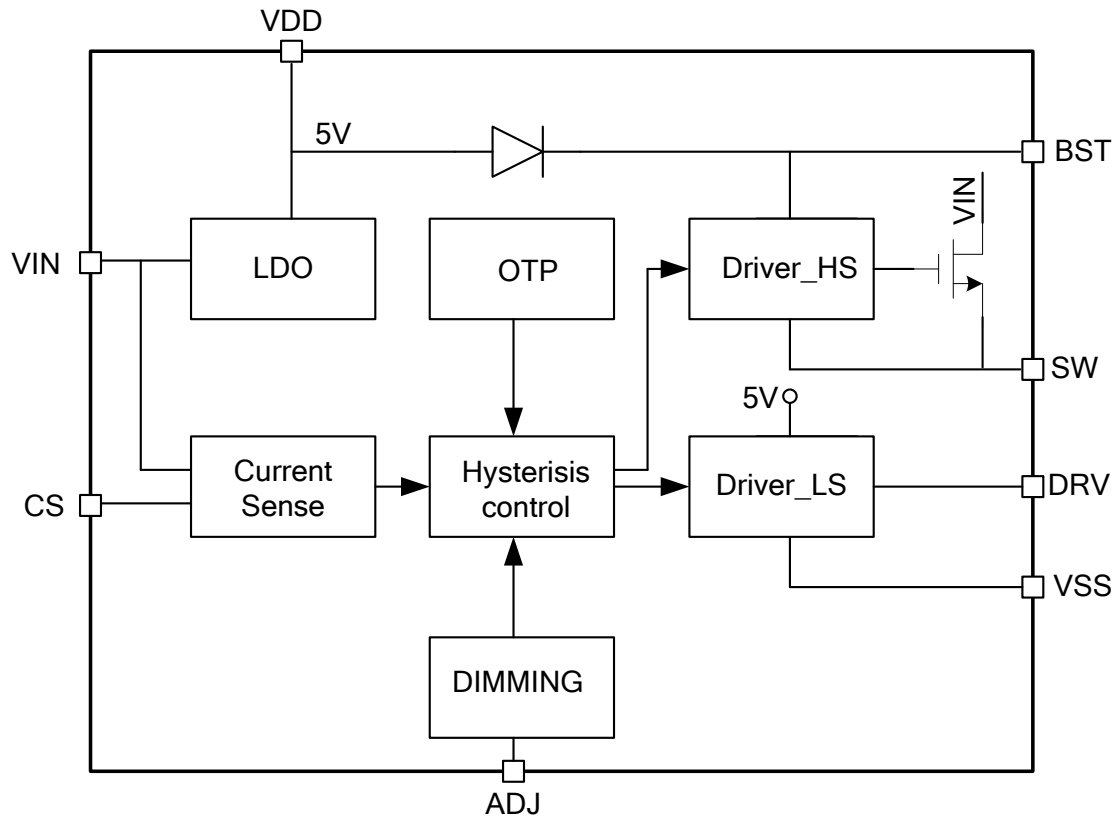 VDD
5V
BST
VIN
VIN
LDO
OTP
Driver_HS
SW
5V
CS
Current
Sense
Hysterisis
control
Driver_LS
DRV
VSS
DIMMING
ADJ